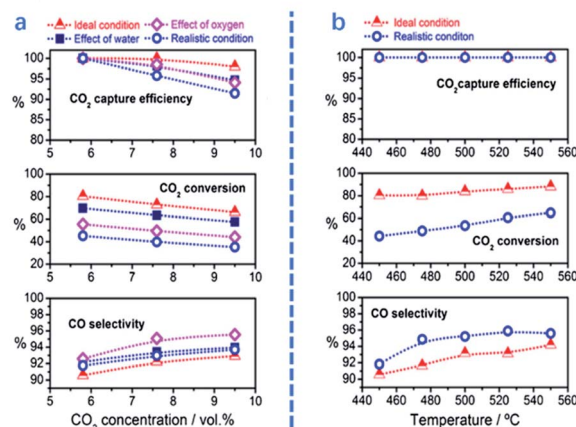 a
Ideal condition
Effect of oxygen
Effect of water
Realistic condition
100
95
90
85
80
%
CO2 capture efficiency
5 6 7 8 9 10
100
80
60
40
20
%
CO2 conversion
5 6 7 8 9 10
100
98
96
94
92
90
%
CO selectivity
5 6 7 8 9 10
CO2 concentration / vol.%
b
Ideal condition
Realistic conditon
100
96
92
88
84
80
%
CO2capture efficiency
440 460 480 500 520 540 560
100
80
60
40
20
%
CO2 conversion
440 460 480 500 520 540 560
100
98
96
94
92
90
%
CO selectivity
440 460 480 500 520 540 560
Temperature / ºC